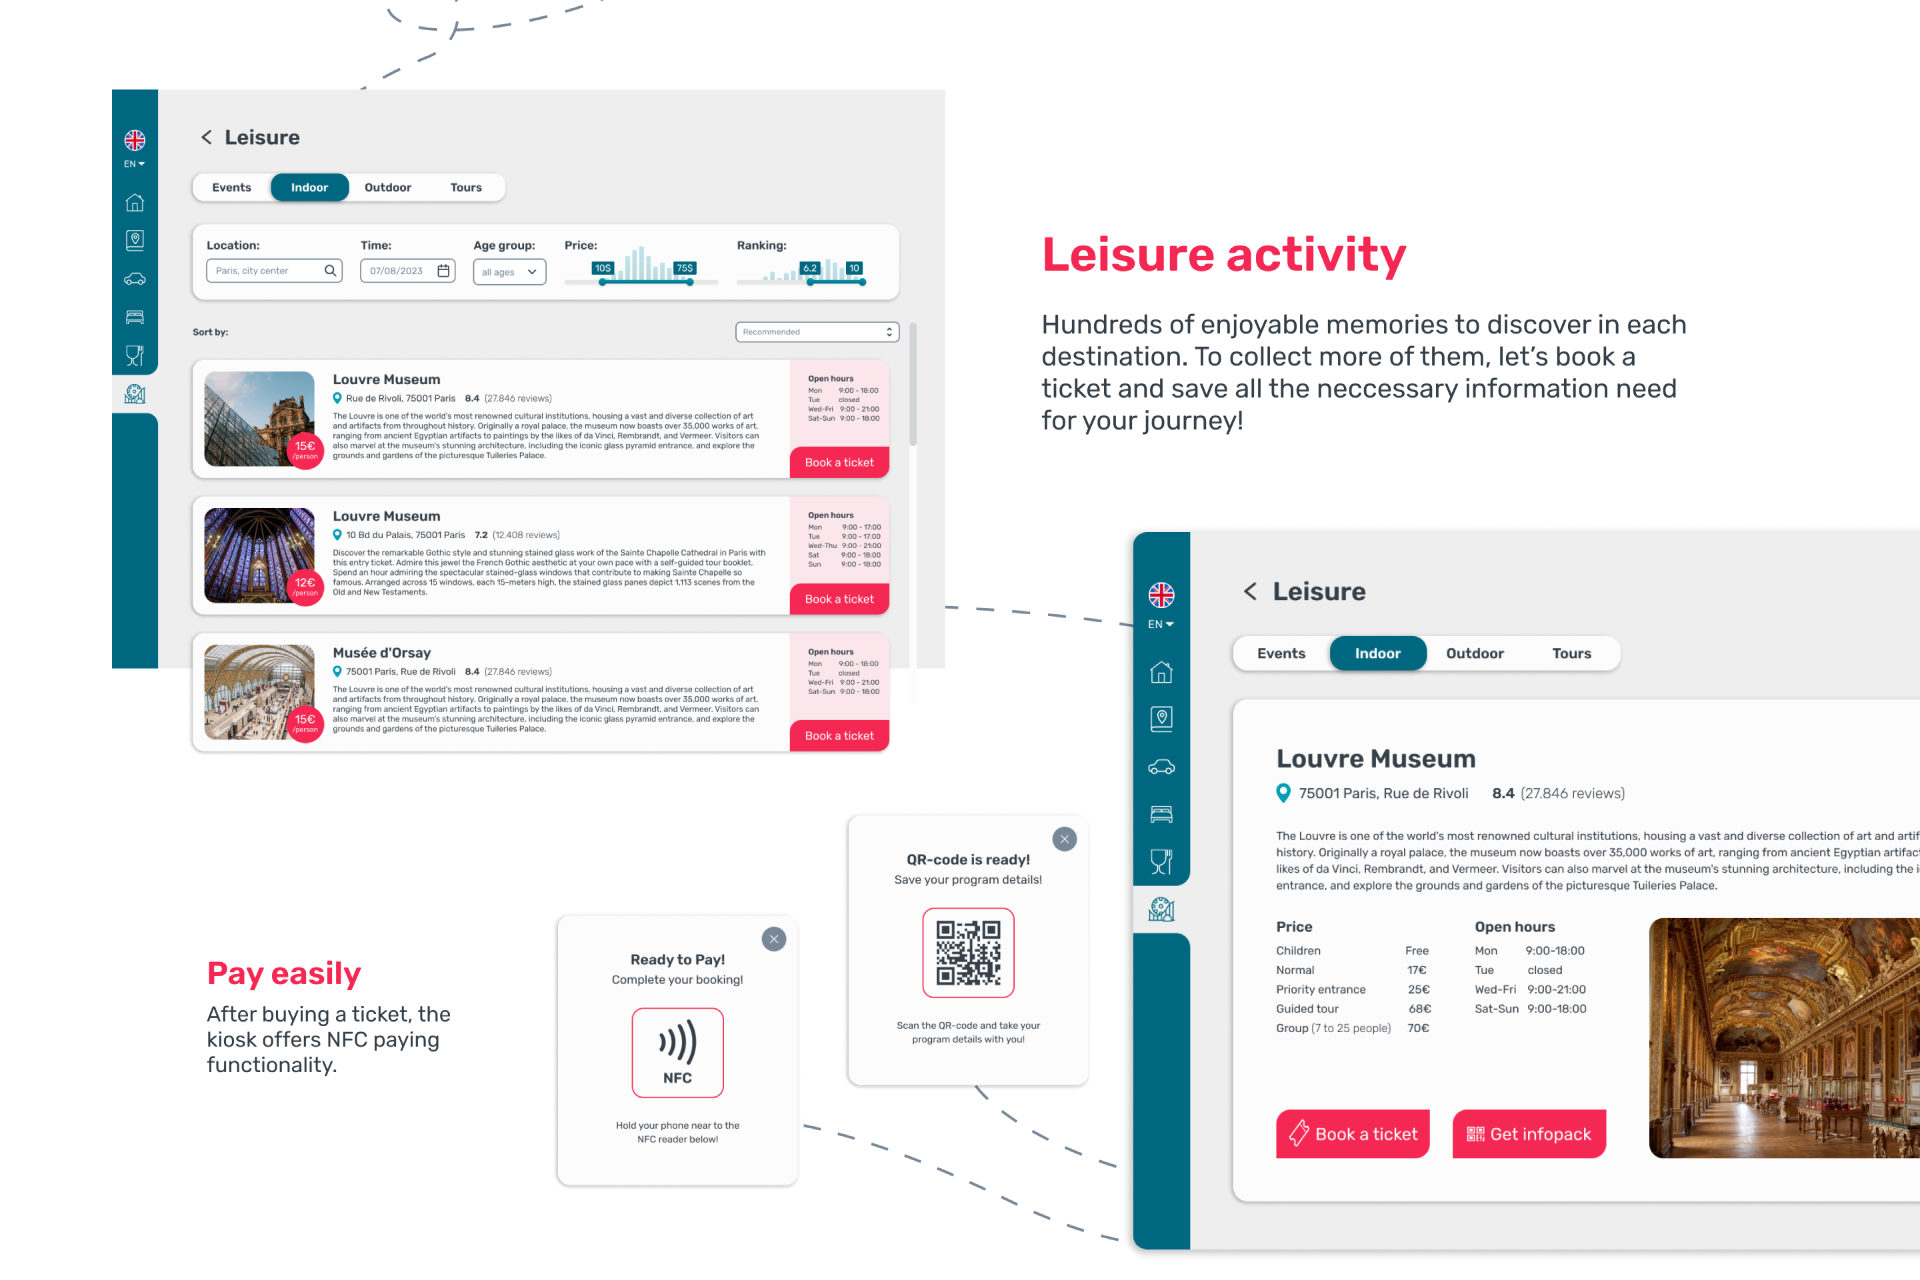 EN
Leisure
Events Indoor Outdoor Tours
Location: Time: Age group: Price: Ranking:
Paris, city center 07/08/2023 all ages 10$ 75$ 6.2 10
Sort by: Recommended
Louvre Museum
Rue de Rivoli, 75001 Paris 8.4 (27.846 reviews)
The Louvre is one of the world's most renowned cultural institutions, housing a vast and diverse collection of art
and artifacts from throughout history. Originally a royal palace, the museum now boasts over 35,000 works of art,
ranging from ancient Egyptian artifacts to paintings by the likes of da Vinci, Rembrandt, and Vermeer. Visitors can
also marvel at the museum's stunning architecture, including the iconic glass pyramid entrance, and explore the
grounds and gardens of the picturesque Tuileries Palace.
15€
/person
Open hours
Mon 9:00 - 18:00
Tue closed
Wed-Fri 9:00 - 21:00
Sat-Sun 9:00 - 18:00
Book a ticket
Louvre Museum
10 Bd du Palais, 75001 Paris 7.2 (12.408 reviews)
Discover the remarkable Gothic style and stunning stained glass work of the Sainte Chapelle Cathedral in Paris with
this entry ticket. Admire this jewel the French Gothic aesthetic at your own pace with a self-guided tour booklet.
Spend an hour admiring the spectacular stained-glass windows that contribute to making Sainte Chapelle so
famous. Arranged across 15 windows, each 15-meters high, the stained glass panes depict 1,113 scenes from the
Old and New Testaments.
12€
/person
Open hours
Mon 9:00 - 17:00
Tue 9:00 - 17:00
Wed-Thu 9:00 - 21:00
Sat 9:00 - 18:00
Sun 9:00 - 18:00
Book a ticket
Musée d'Orsay
75001 Paris, Rue de Rivoli 8.4 (27.846 reviews)
The Louvre is one of the world's most renowned cultural institutions, housing a vast and diverse collection of art
and artifacts from throughout history. Originally a royal palace, the museum now boasts over 35,000 works of art,
ranging from ancient Egyptian artifacts to paintings by the likes of da Vinci, Rembrandt, and Vermeer. Visitors can
also marvel at the museum's stunning architecture, including the iconic glass pyramid entrance, and explore the
grounds and gardens of the picturesque Tuileries Palace.
15€
/person
Open hours
Mon 9:00 - 18:00
Tue closed
Wed-Fri 9:00 - 21:00
Sat-Sun 9:00 - 18:00
Book a ticket
Leisure activity
Hundreds of enjoyable memories to discover in each
destination. To collect more of them, let's book a
ticket and save all the neccessary information need
for your journey!
Pay easily
After buying a ticket, the
kiosk offers NFC paying
functionality.
Ready to Pay!
Complete your booking!
NFC
Hold your phone near to the
NFC reader below!
QR-code is ready!
Save your program details!
Scan the QR-code and take your
program details with you!
EN
Leisure
Events Indoor Outdoor Tours
Louvre Museum
75001 Paris, Rue de Rivoli 8.4 (27.846 reviews)
The Louvre is one of the world's most renowned cultural institutions, housing a vast and diverse collection of art and artif
history. Originally a royal palace, the museum now boasts over 35,000 works of art, ranging from ancient Egyptian artifac
likes of da Vinci, Rembrandt, and Vermeer. Visitors can also marvel at the museum's stunning architecture, including the i
entrance, and explore the grounds and gardens of the picturesque Tuileries Palace.
Price
Children Free
Normal 17€
Priority entrance 25€
Guided tour 68€
Group (7 to 25 people) 70€
Open hours
Mon 9:00-18:00
Tue closed
Wed-Fri 9:00-21:00
Sat-Sun 9:00-18:00
Book a ticket
Get infopack